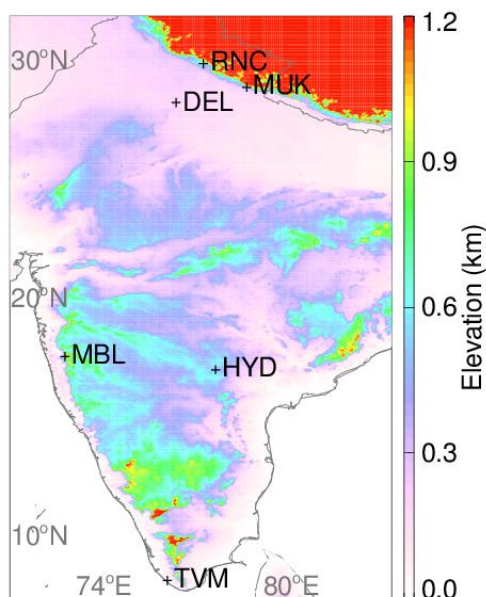 1.2
30°N
+RNC
+MUK
+DEL
0.9
Elevation (km)
20°N
0.6
+MBL
+HYD
0.3
10°N
+TVM
74°E
80°E
0.0